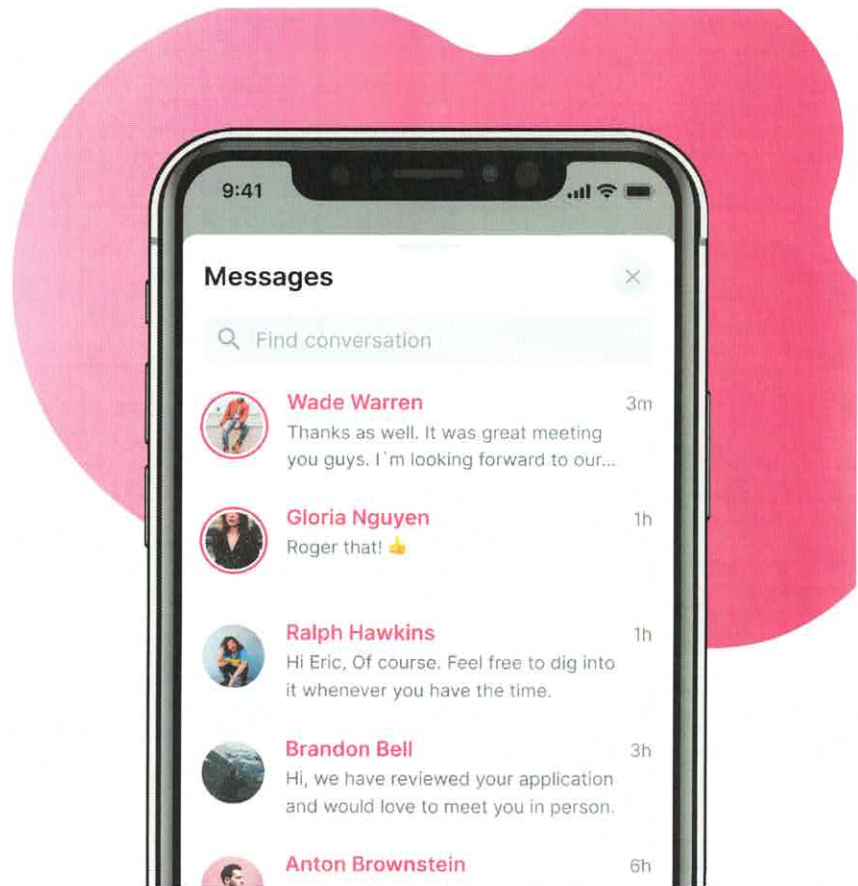 9:41
Messages
Find conversation
Wade Warren
3m
Thanks as well. It was great meeting
you guys. I`m looking forward to our...
Gloria Nguyen
1h
Roger that! 👍
Ralph Hawkins
1h
Hi Eric, Of course. Feel free to dig into
it whenever you have the time.
Brandon Bell
3h
Hi, we have reviewed your application
and would love to meet you in person.
Anton Brownstein
6h